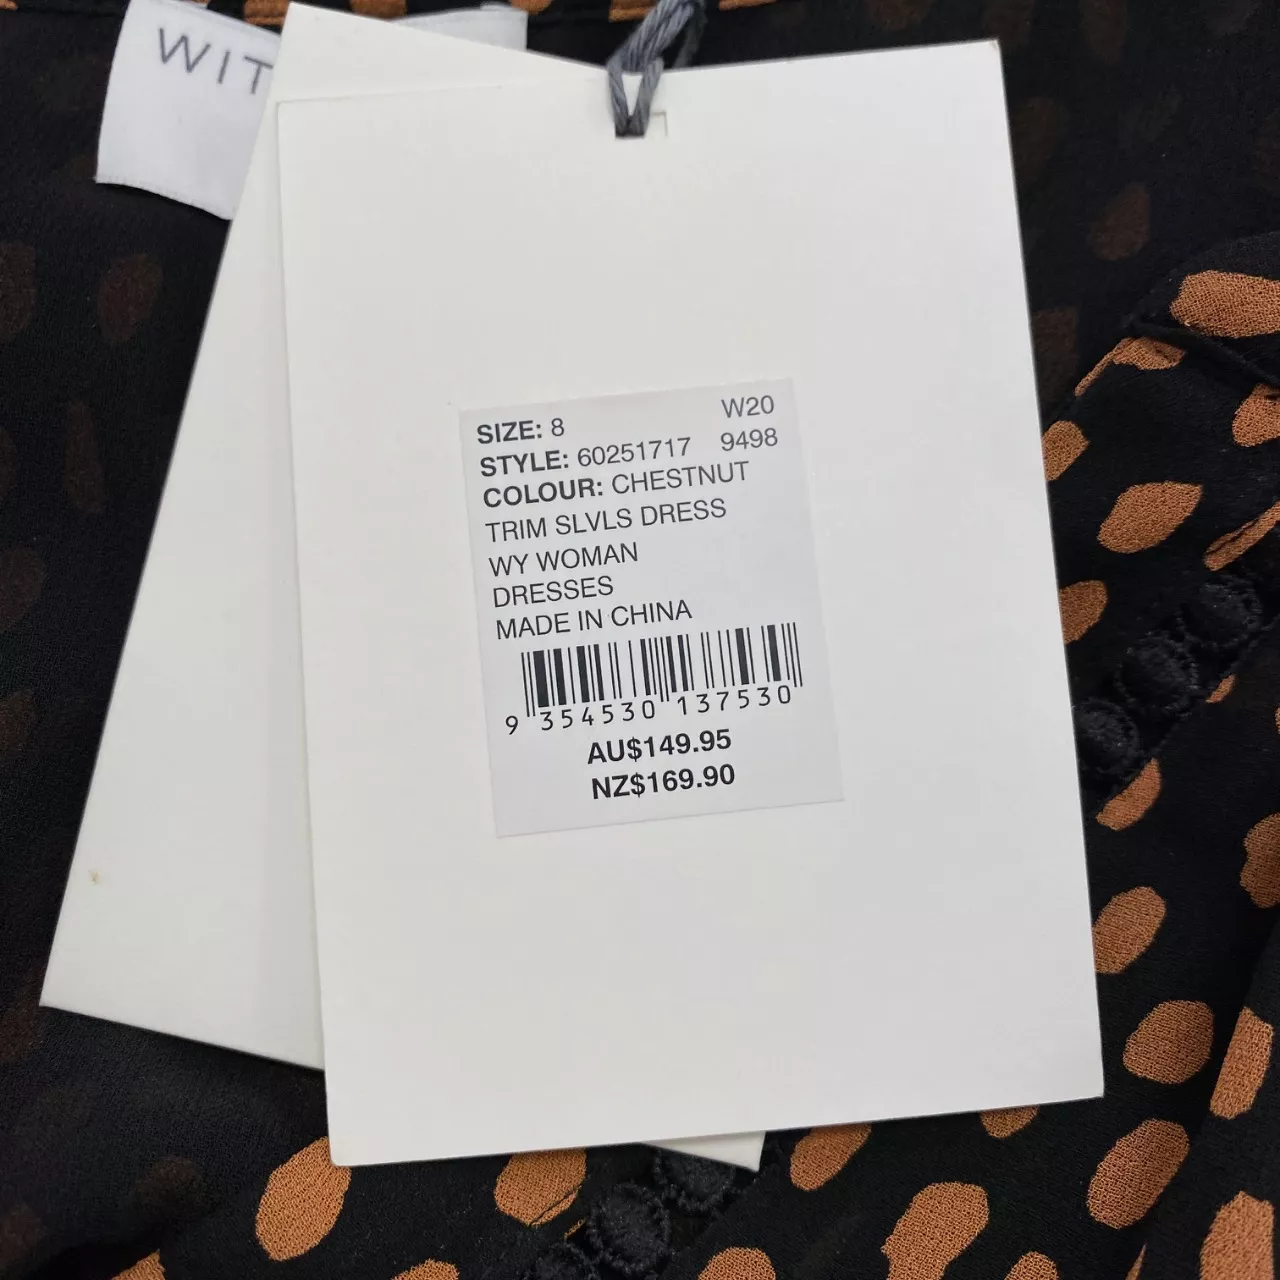 WIT
SIZE: 8 W20
STYLE: 60251717 9498
COLOUR: CHESTNUT
TRIM SLVLS DRESS
WY WOMAN
DRESSES
MADE IN CHINA
9 354530 137530
AU$149.95
NZ$169.90